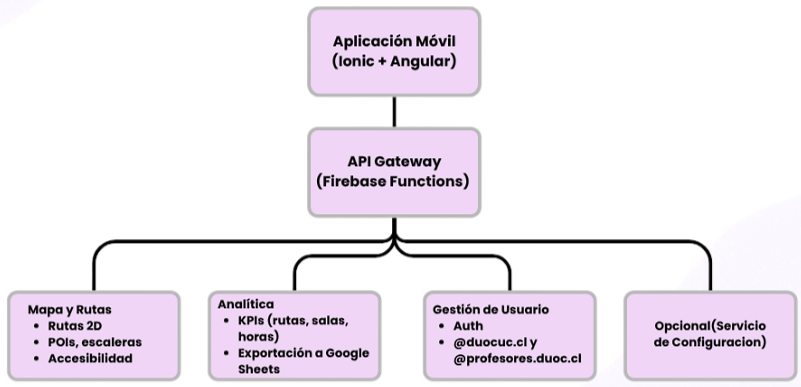 Aplicación Móvil
(Ionic + Angular)
API Gateway
(Firebase Functions)
Mapa y Rutas
• Rutas 2D
• POIs, escaleras
• Accesibilidad
Analítica
• KPIs (rutas, salas,
horas)
• Exportación a Google
Sheets
Gestión de Usuario
• Auth
• @duocuc.cl y
@profesores.duoc.cl
Opcional(Servicio
de Configuracion)